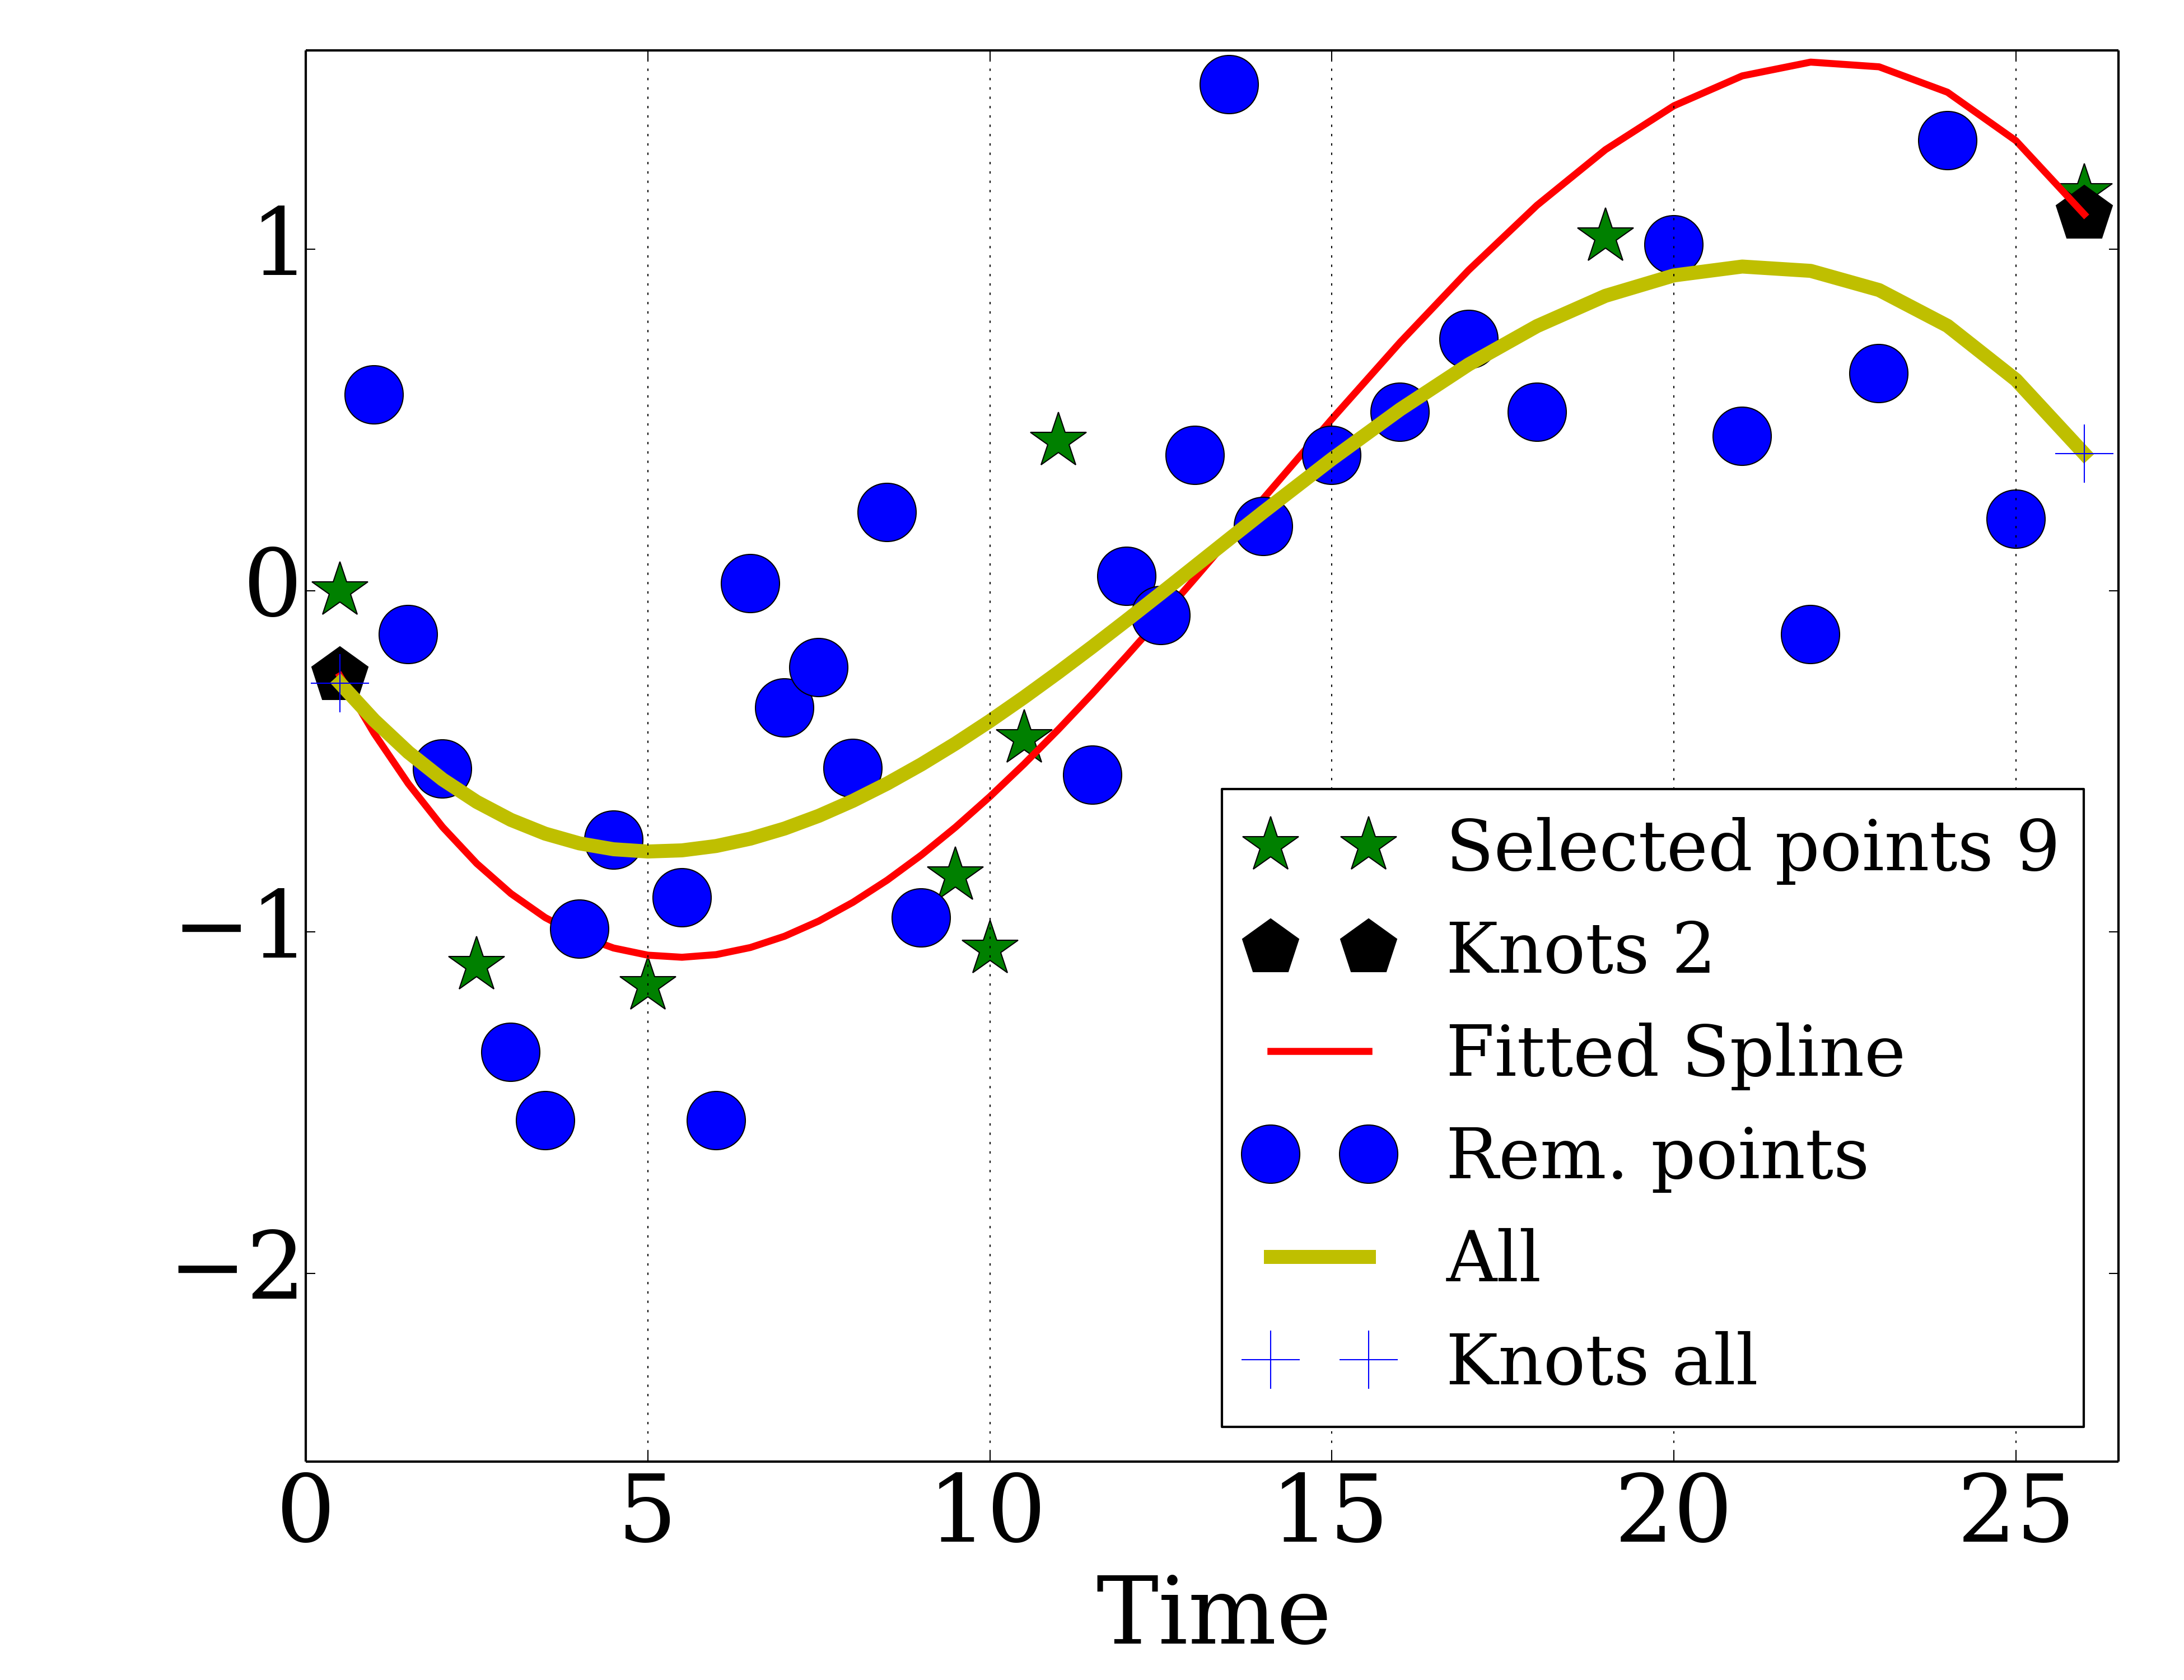 1
0
−1
−2
Selected points 9
Knots 2
Fitted Spline
Rem. points
All
Knots all
0 5 10 15 20 25
Time